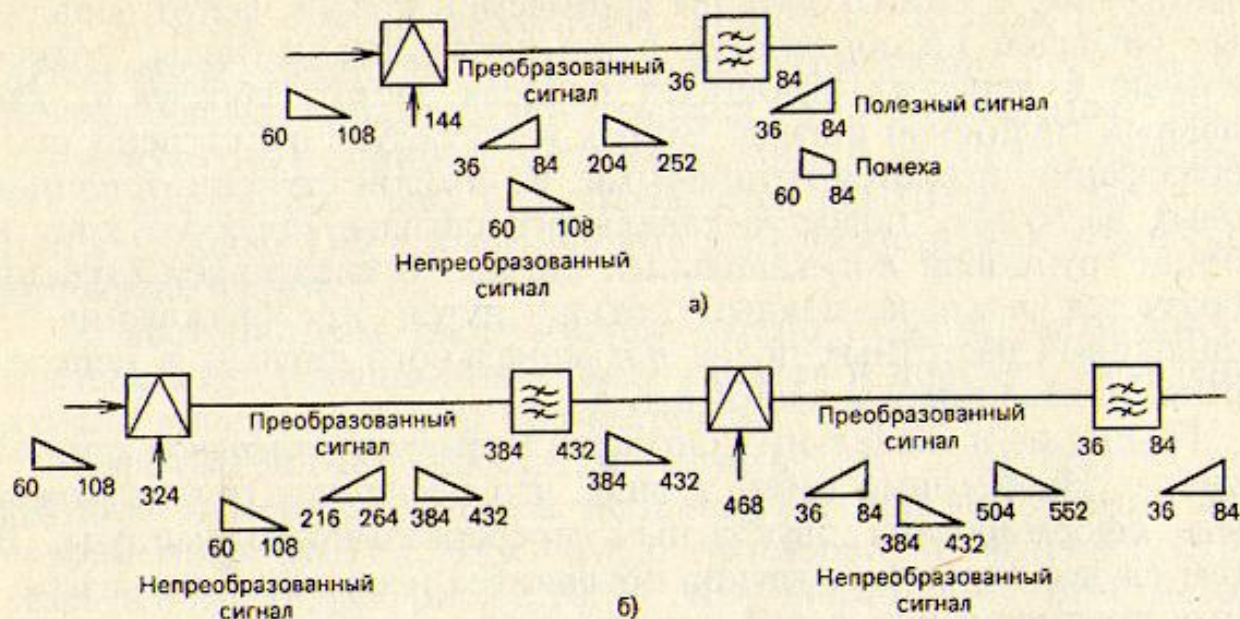 Преобразованный
сигнал
36 84
60 108
144
36 84 204 252
36 84
Полезный сигнал
60 84
Помеха
60 108
Непреобразованный
сигнал
а)
Преобразованный
сигнал
384 432
Преобразованный
сигнал
36 84
60 108
324
216 264 384 432
60 108
384 432
468
36 84
504 552
384 432
36 84
Непреобразованный
сигнал
б)
Непреобразованный
сигнал